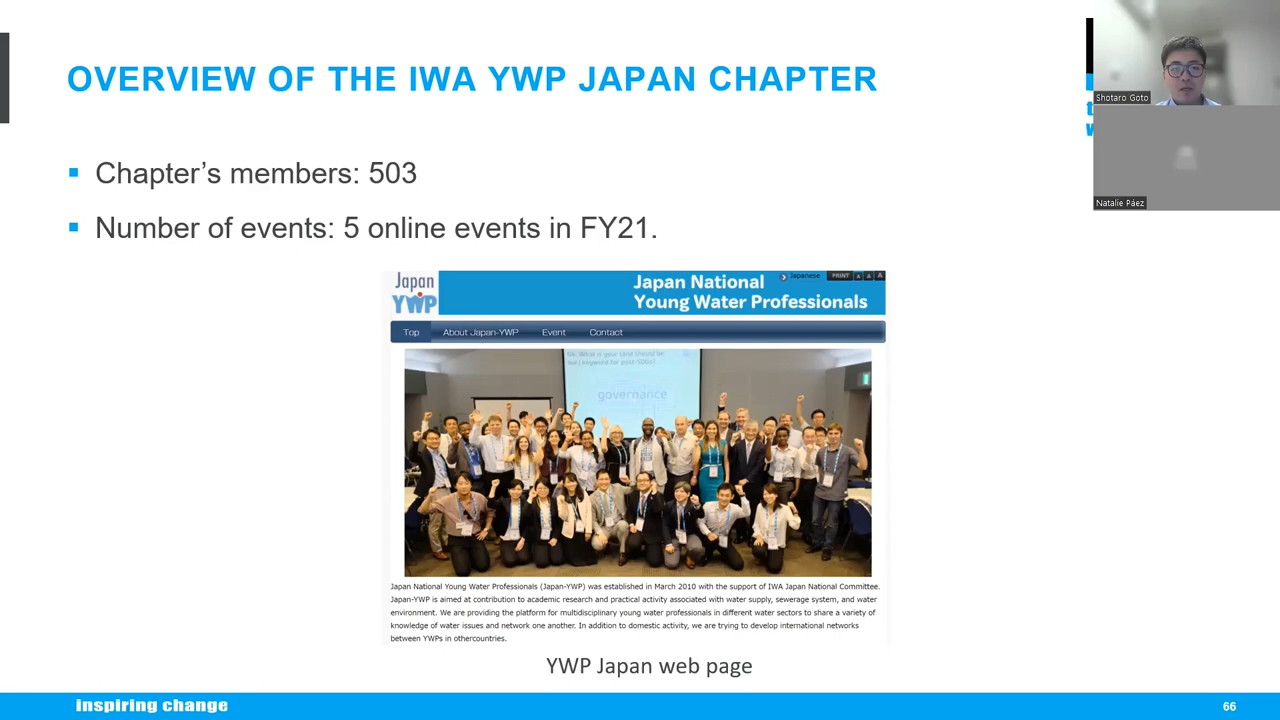 OVERVIEW OF THE IWA YWP JAPAN CHAPTER
Shotaro Goto
Natalie Páez
Chapter’s members: 503
Number of events: 5 online events in FY21.
Japan
YWP
Japanese
PRINT A A A
Japan National
Young Water Professionals
Top About Japan-YWP Event Contact
governance
Japan National Young Water Professionals (Japan-YWP) was established in March 2010 with the support of IWA Japan National Committee.
Japan-YWP is aimed at contribution to academic research and practical activity associated with water supply, sewerage system, and water
environment. We are providing the platform for multidisciplinary young water professionals in different water sectors to share a variety of
knowledge of water issues and network one another. In addition to domestic activity, we are trying to develop international networks
between YWPs in othercountries.
YWP Japan web page
inspiring change
66